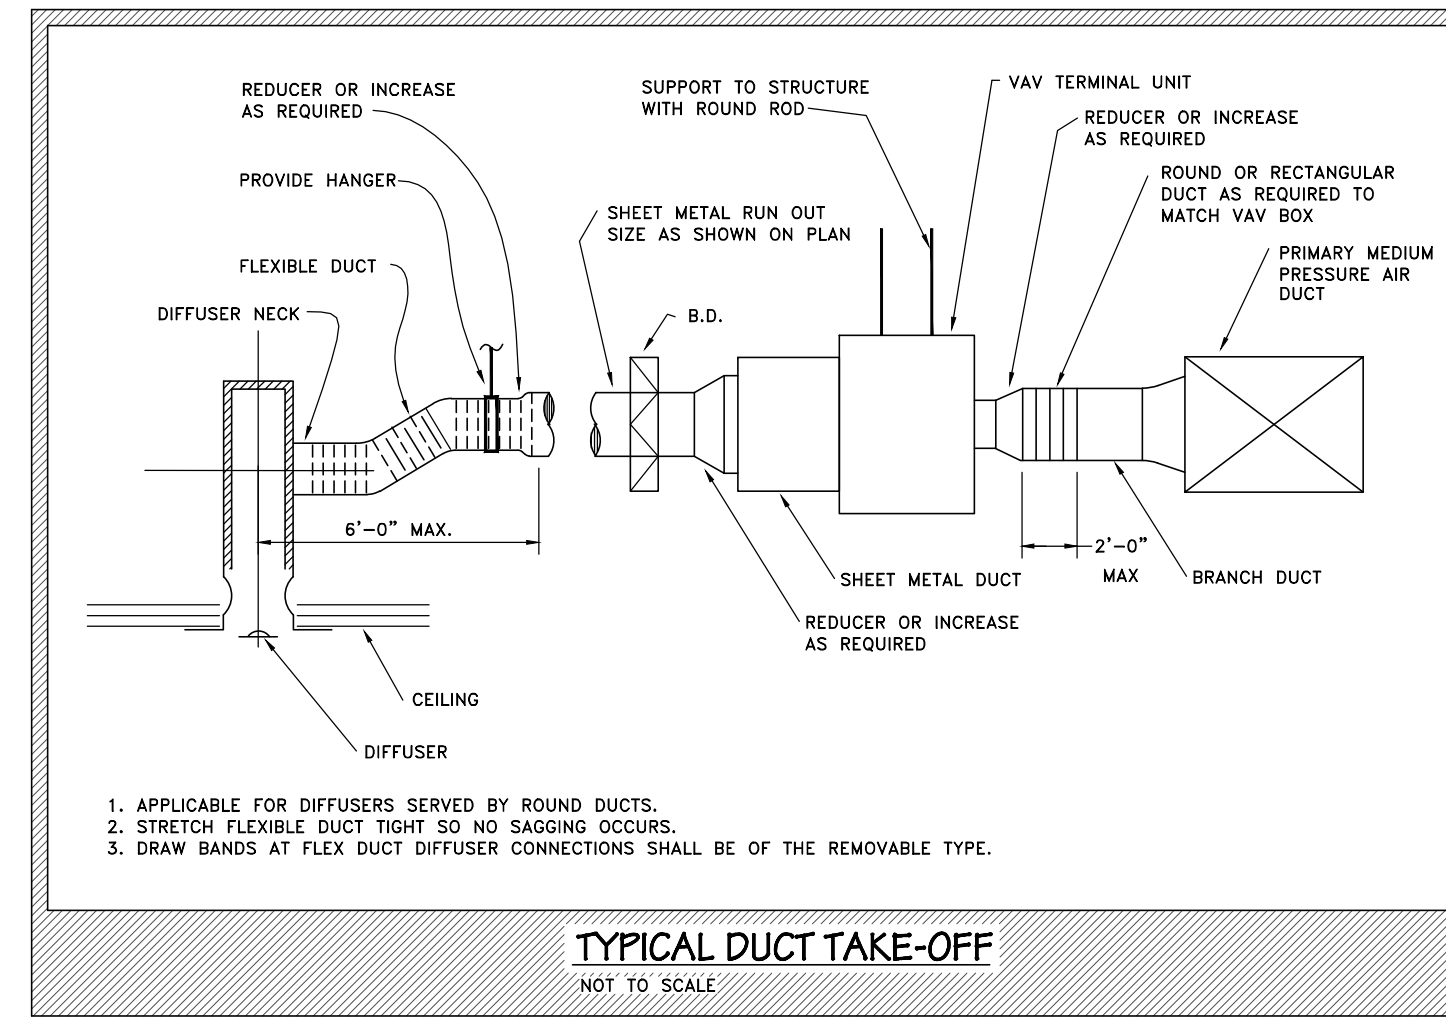 REDUCER OR INCREASE
AS REQUIRED
SUPPORT TO STRUCTURE
WITH ROUND ROD
VAV TERMINAL UNIT
REDUCER OR INCREASE
AS REQUIRED
PROVIDE HANGER
ROUND OR RECTANGULAR
DUCT AS REQUIRED TO
MATCH VAV BOX
SHEET METAL RUN OUT
SIZE AS SHOWN ON PLAN
PRIMARY MEDIUM
PRESSURE AIR
DUCT
FLEXIBLE DUCT
DIFFUSER NECK
B.D.
6'-0" MAX.
2'-0"
MAX
SHEET METAL DUCT
BRANCH DUCT
REDUCER OR INCREASE
AS REQUIRED
CEILING
DIFFUSER
1. APPLICABLE FOR DIFFUSERS SERVED BY ROUND DUCTS.
2. STRETCH FLEXIBLE DUCT TIGHT SO NO SAGGING OCCURS.
3. DRAW BANDS AT FLEX DUCT DIFFUSER CONNECTIONS SHALL BE OF THE REMOVABLE TYPE.
TYPICAL DUCT TAKE-OFF
NOT TO SCALE